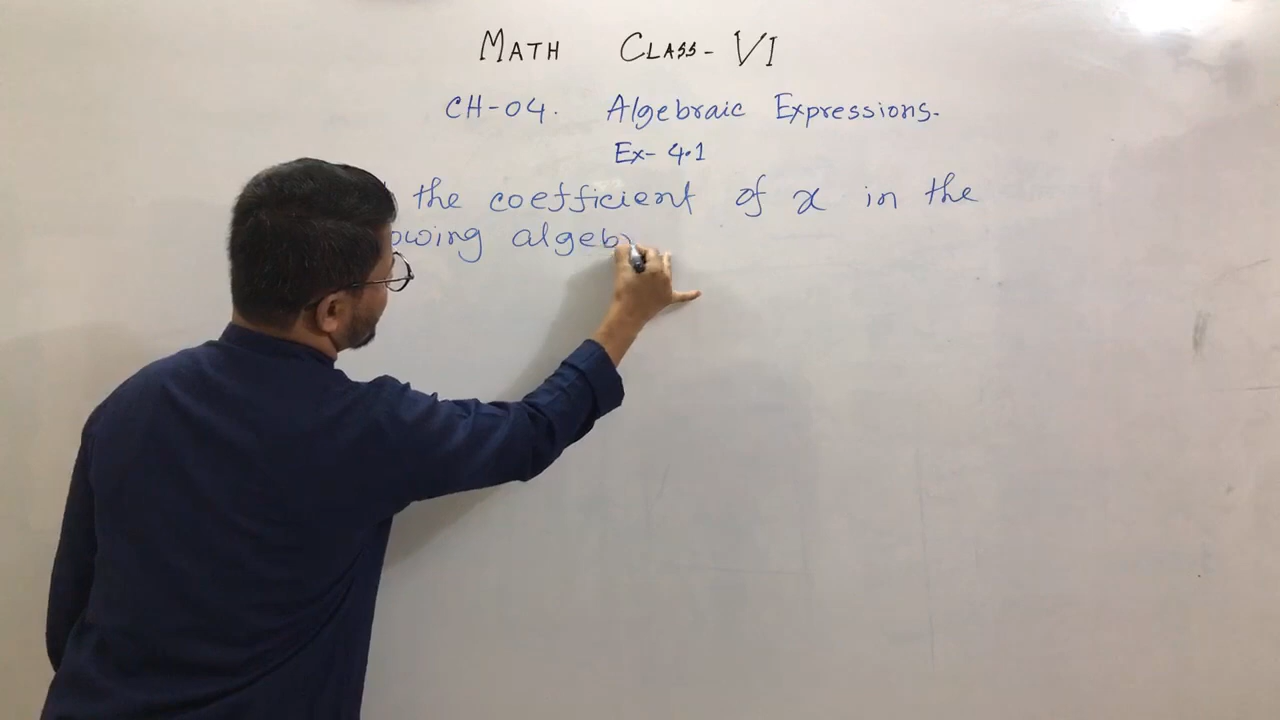 MATH CLASS-VI
CH-04. Algebraic Expressions.
Ex- 4.1
the coefficient of x in the
owing algeb